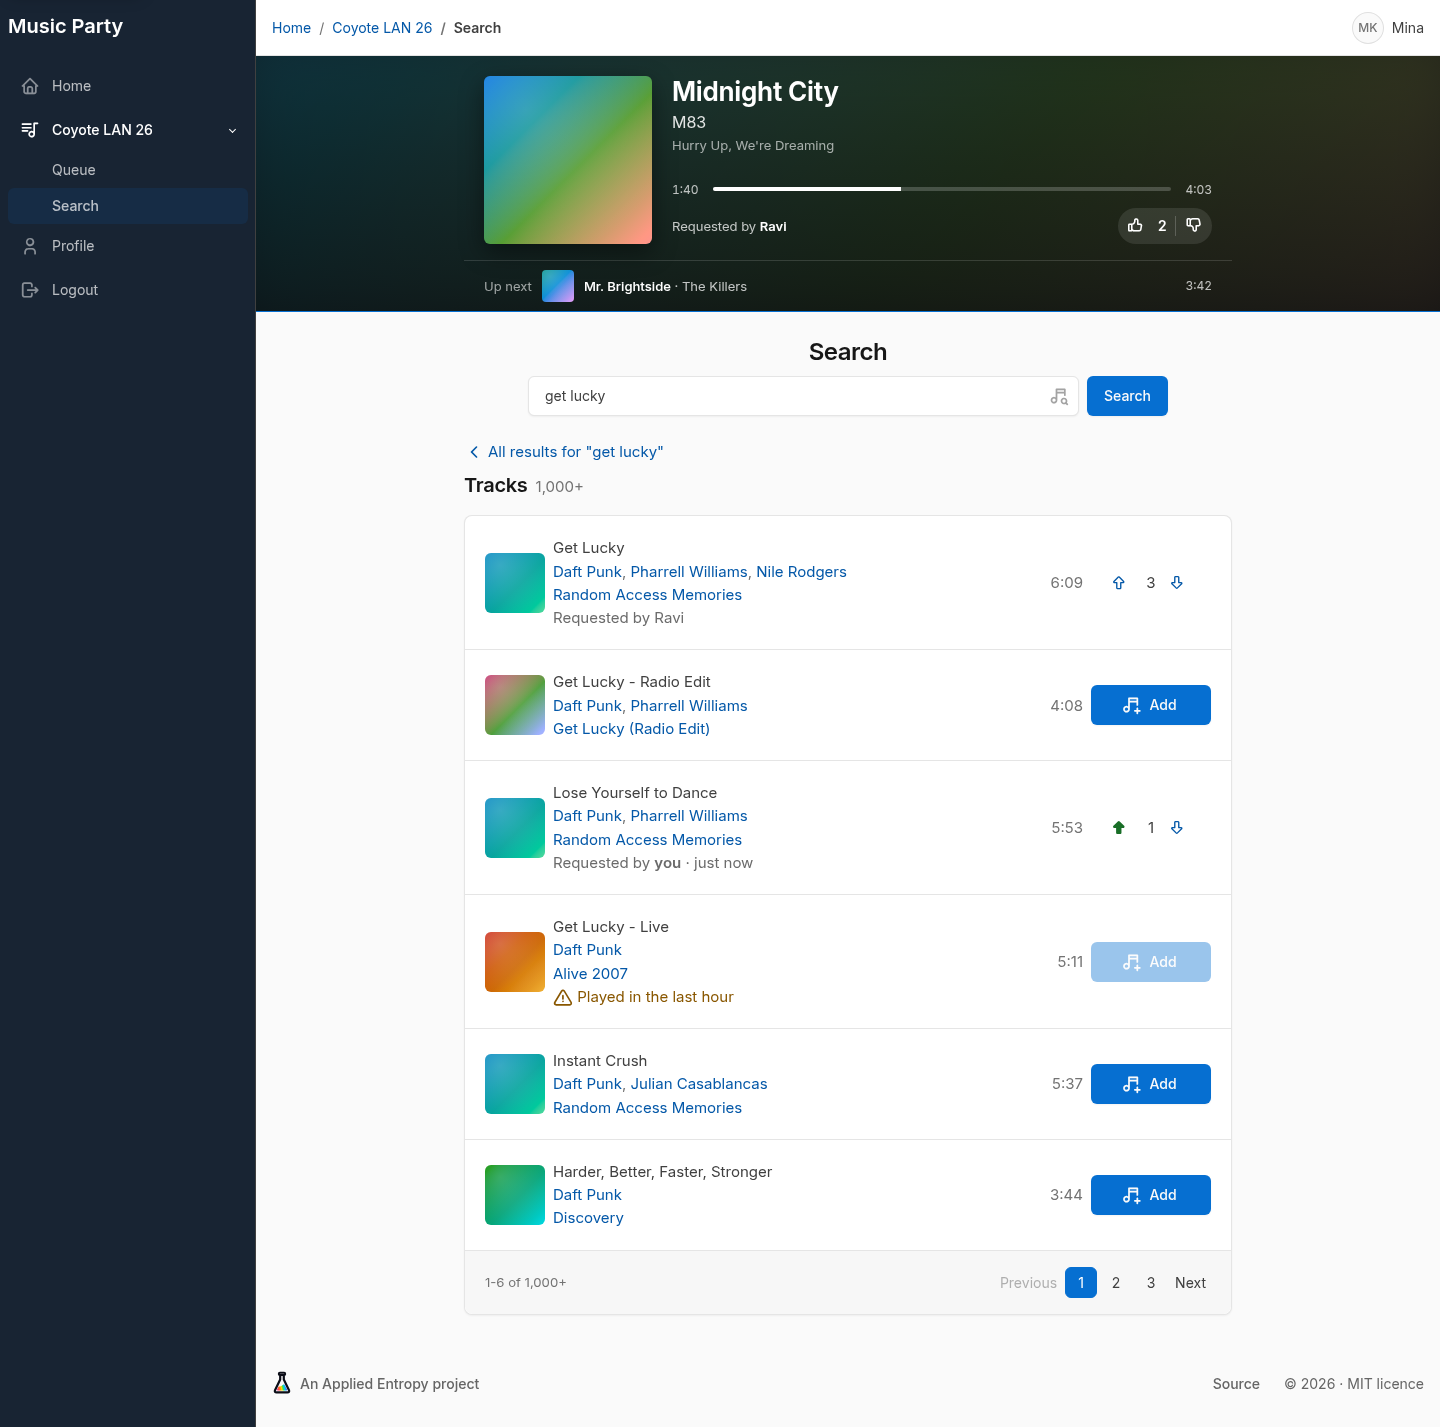 Music Party
Home
Coyote LAN 26
Queue
Search
Profile
Logout
Home / Coyote LAN 26 / Search
MK Mina
Midnight City
M83
Hurry Up, We're Dreaming
1:40 4:03
Requested by Ravi
2
Up next Mr. Brightside · The Killers 3:42
Search
get lucky Search
All results for "get lucky"
Tracks 1,000+
Get Lucky
Daft Punk, Pharrell Williams, Nile Rodgers
Random Access Memories
Requested by Ravi
6:09 3
Get Lucky - Radio Edit
Daft Punk, Pharrell Williams
Get Lucky (Radio Edit)
4:08 Add
Lose Yourself to Dance
Daft Punk, Pharrell Williams
Random Access Memories
Requested by you · just now
5:53 1
Get Lucky - Live
Daft Punk
Alive 2007
Played in the last hour
5:11 Add
Instant Crush
Daft Punk, Julian Casablancas
Random Access Memories
5:37 Add
Harder, Better, Faster, Stronger
Daft Punk
Discovery
3:44 Add
1-6 of 1,000+ Previous 1 2 3 Next
An Applied Entropy project Source © 2026 · MIT licence